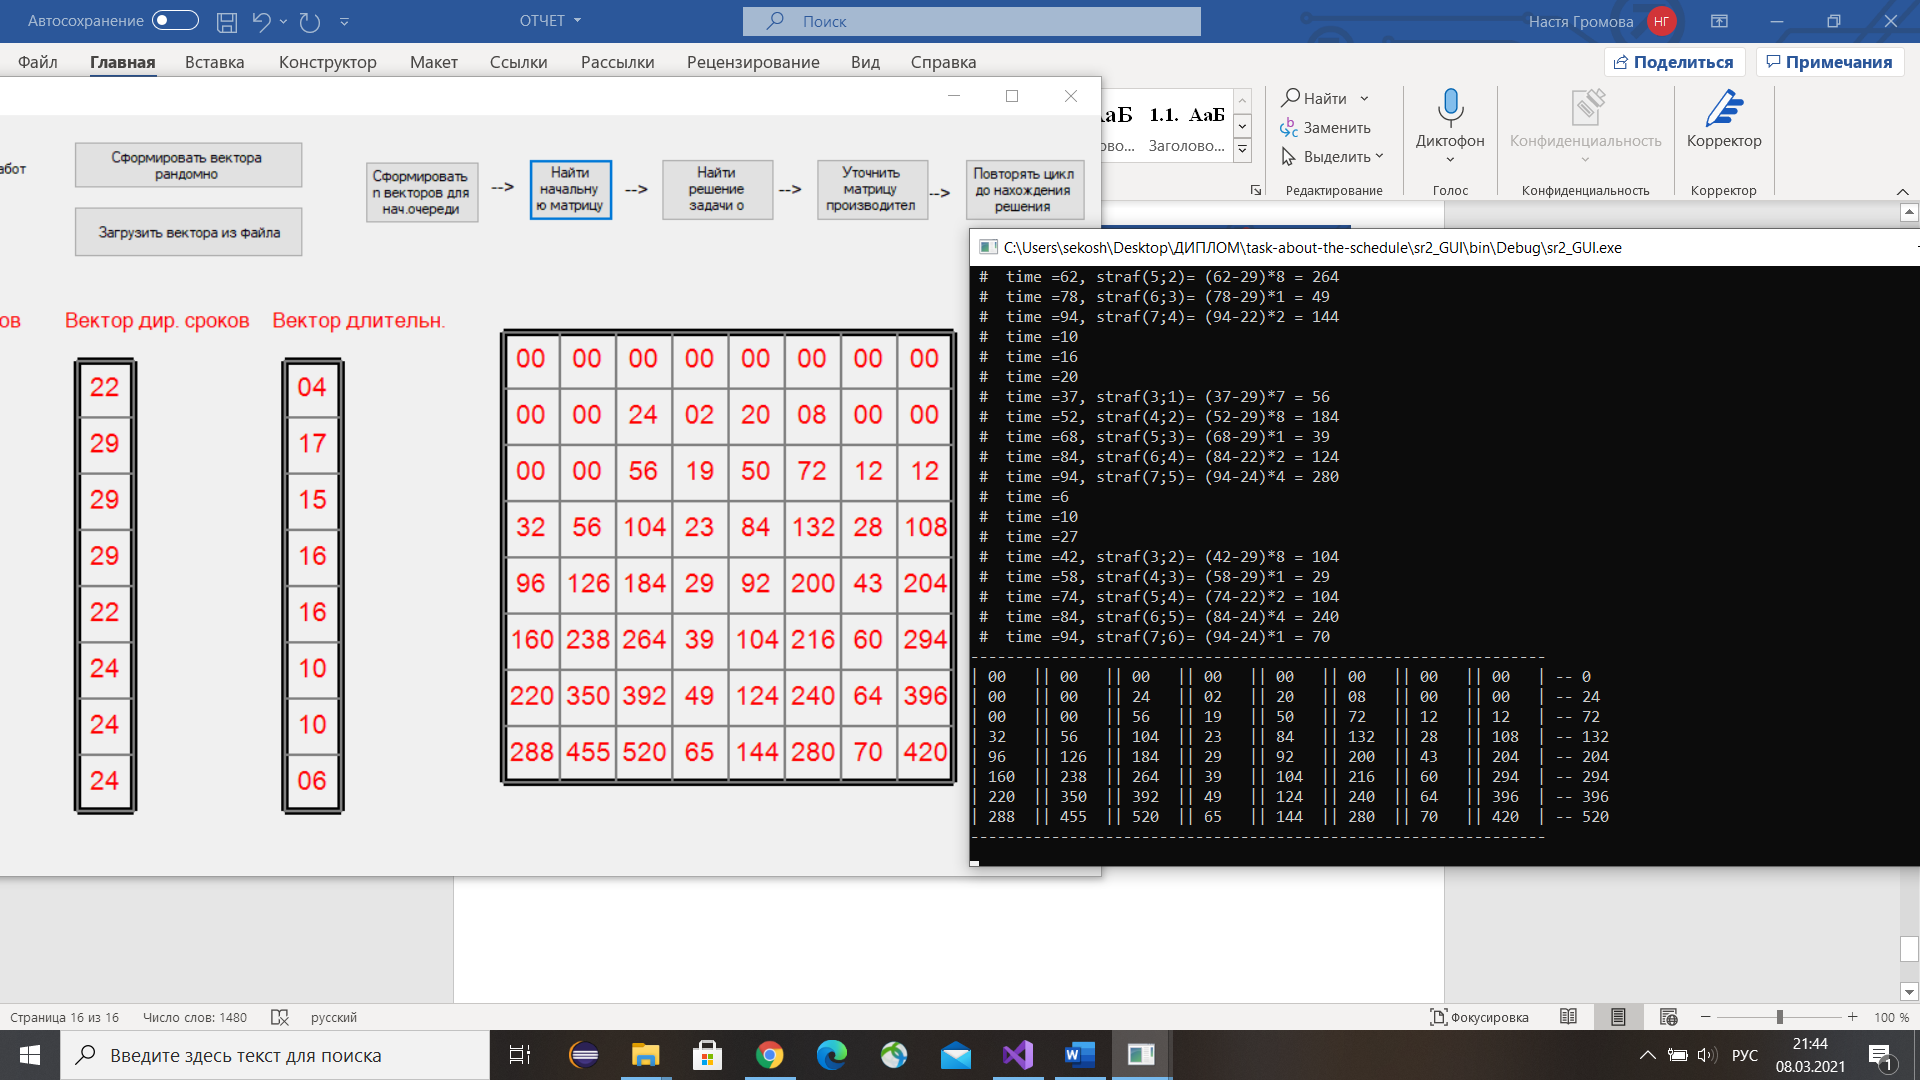 Автосохранение
ОТЧЕТ
Поиск
Настя Громова
НГ
Файл Главная Вставка Конструктор Макет Ссылки Рассылки Рецензирование Вид Справка
Поделиться
Примечания
1.1. АаБ
Заголово...
Найти
Заменить
Выделить
Редактирование
Диктофон
Голос
Конфиденциальность
Конфиденциальность
Корректор
Корректор
Сформировать вектора
рандомно
Загрузить вектора из файла
Сформировать
n векторов для
нач.очереди
-->
Найти
начальну
ю матрицу
-->
Найти
решение
задачи о
-->
Уточнить
матрицу
производител
-->
Повторять цикл
до нахождения
решения
Вектор дир. сроков
Вектор длительн.
22
29
29
29
22
24
24
24
04
17
15
16
16
10
10
06
00 00 00 00 00 00 00 00
00 00 24 02 20 08 00 00
00 00 56 19 50 72 12 12
32 56 104 23 84 132 28 108
96 126 184 29 92 200 43 204
160 238 264 39 104 216 60 294
220 350 392 49 124 240 64 396
288 455 520 65 144 280 70 420
C:\Users\sekosh\Desktop\ДИПЛОМ\task-about-the-schedule\sr2_GUI\bin\Debug\sr2_GUI.exe
# time =62, straf(5;2)= (62-29)*8 = 264
# time =78, straf(6;3)= (78-29)*1 = 49
# time =94, straf(7;4)= (94-22)*2 = 144
# time =10
# time =16
# time =20
# time =37, straf(3;1)= (37-29)*7 = 56
# time =52, straf(4;2)= (52-29)*8 = 184
# time =68, straf(5;3)= (68-29)*1 = 39
# time =84, straf(6;4)= (84-22)*2 = 124
# time =94, straf(7;5)= (94-24)*4 = 280
# time =6
# time =10
# time =27
# time =42, straf(3;2)= (42-29)*8 = 104
# time =58, straf(4;3)= (58-29)*1 = 29
# time =74, straf(5;4)= (74-22)*2 = 104
# time =84, straf(6;5)= (84-24)*4 = 240
# time =94, straf(7;6)= (94-24)*1 = 70
----------------------------------------------------------------
| 00 || 00 || 00 || 00 || 00 || 00 || 00 || 00 | -- 0
| 00 || 00 || 24 || 02 || 20 || 08 || 00 || 00 | -- 24
| 00 || 00 || 56 || 19 || 50 || 72 || 12 || 12 | -- 72
| 32 || 56 || 104 || 23 || 84 || 132 || 28 || 108 | -- 132
| 96 || 126 || 184 || 29 || 92 || 200 || 43 || 204 | -- 204
| 160 || 238 || 264 || 39 || 104 || 216 || 60 || 294 | -- 294
| 220 || 350 || 392 || 49 || 124 || 240 || 64 || 396 | -- 396
| 288 || 455 || 520 || 65 || 144 || 280 || 70 || 420 | -- 520
----------------------------------------------------------------
Страница 16 из 16
Число слов: 1480
русский
Фокусировка
100 %
Введите здесь текст для поиска
РУС
21:44
08.03.2021
1